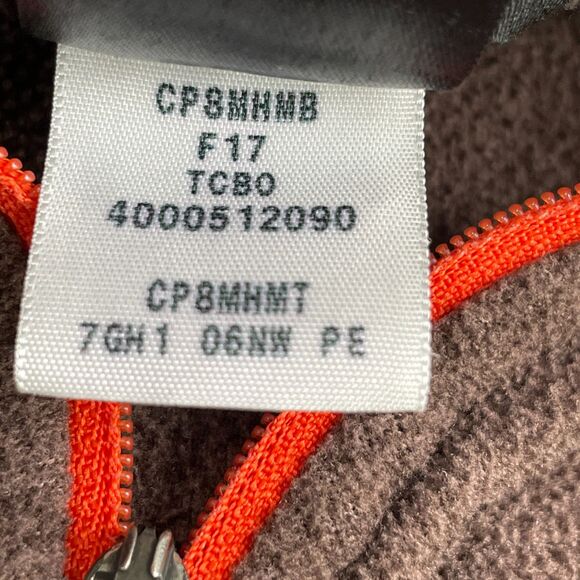 CP8MHMB
F17
TCBO
4000512090
CP8MHMT
7GH1 06NW PE